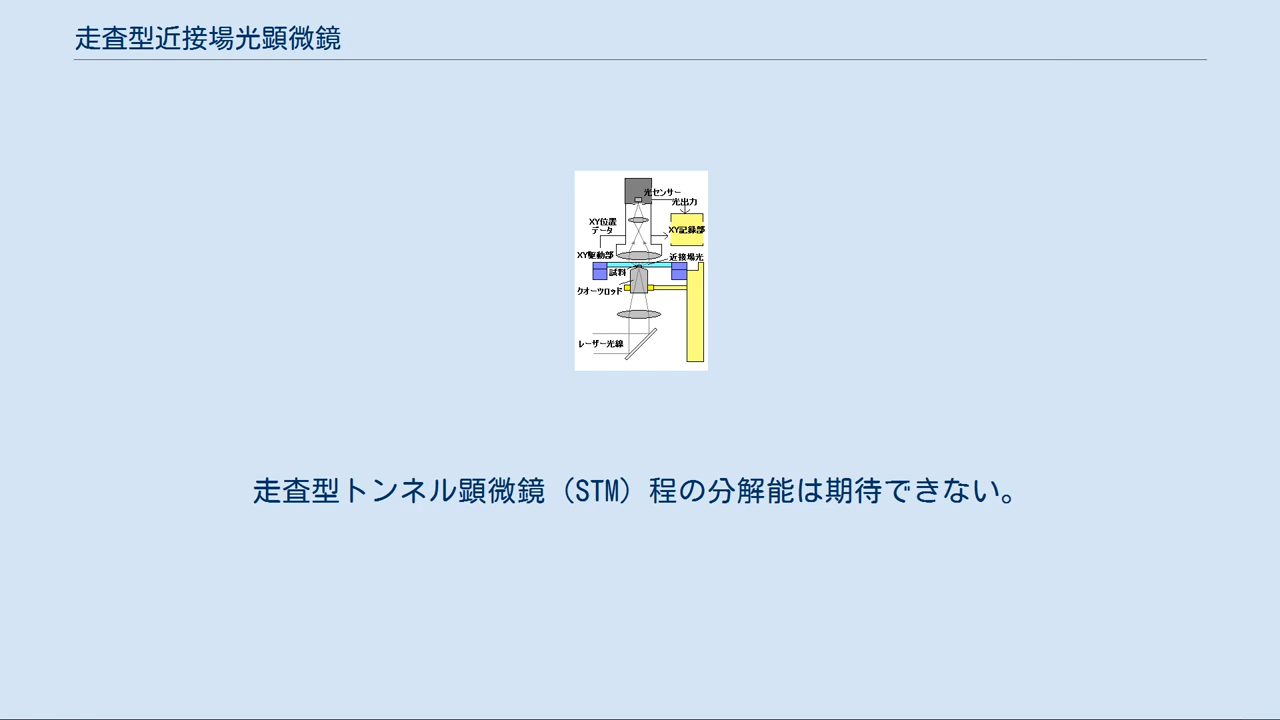 走査型近接場光顕微鏡
光センサー
光出力
XY位置
データ
XY記録部
XY駆動部
近接場光
試料
クオーツロッド
レーザー光線
走査型トンネル顕微鏡（STM）程の分解能は期待できない。